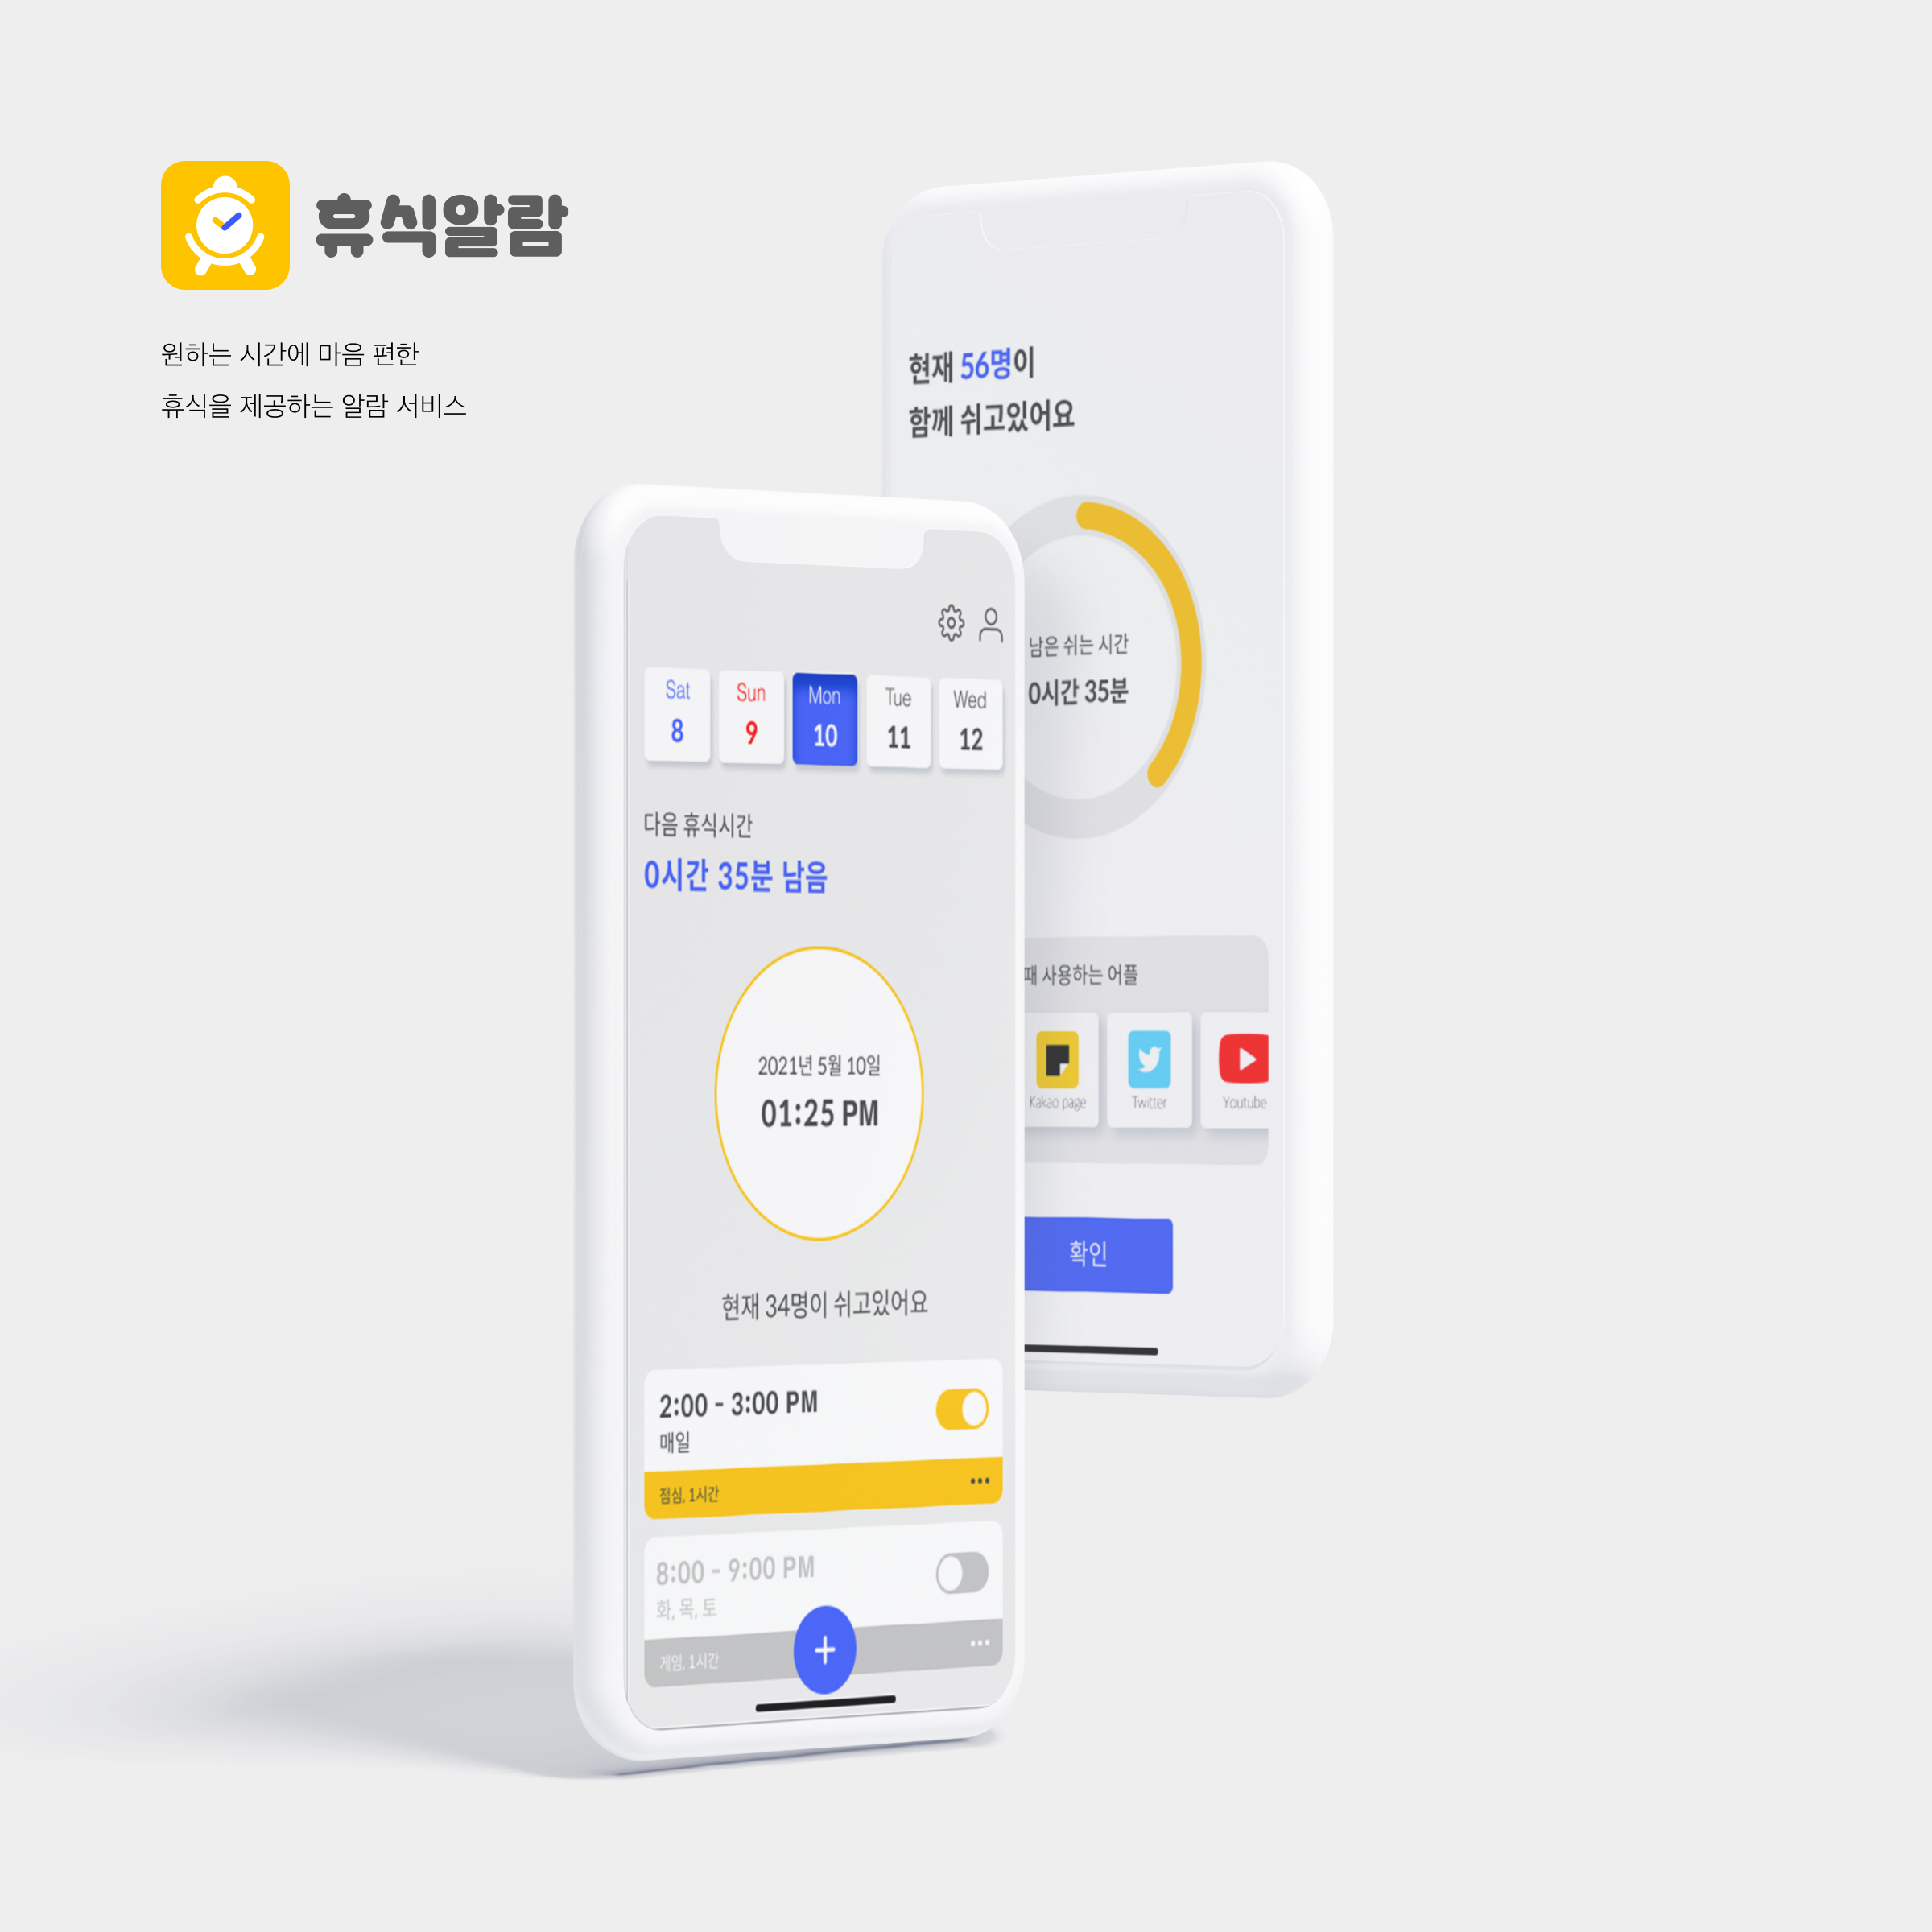 휴식알람
원하는 시간에 마음 편한
휴식을 제공하는 알람 서비스
현재 56명이
함께 쉬고있어요
남은 쉬는 시간
0시간 35분
때 사용하는 어플
Kakao page
Twitter
Youtube
확인
Sat
8
Sun
9
Mon
10
Tue
11
Wed
12
다음 휴식시간
0시간 35분 남음
2021년 5월 10일
01:25 PM
현재 34명이 쉬고있어요
2:00 - 3:00 PM
매일
점심, 1시간
8:00 - 9:00 PM
화, 목, 토
게임, 1시간